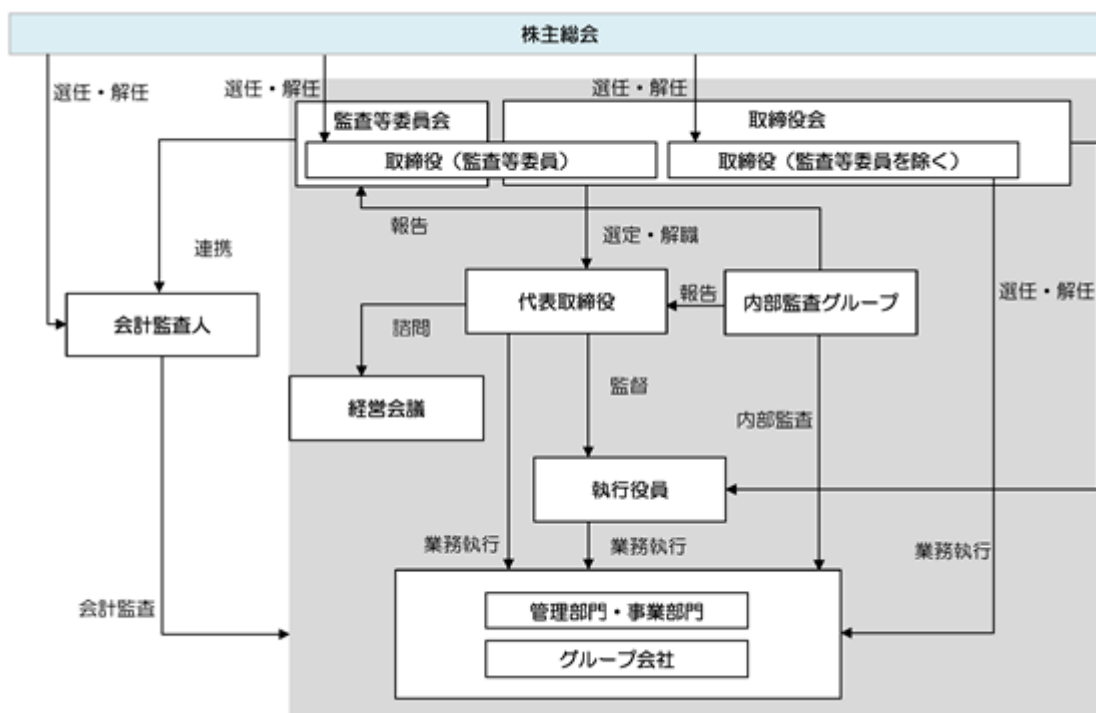 株主総会
選任・解任
選任・解任
選任・解任
監査等委員会
取締役会
取締役（監査等委員）
取締役（監査等委員を除く）
報告
選定・解職
連携
代表取締役
報告
内部監査グループ
選任・解任
会計監査人
諮問
監督
経営会議
内部監査
執行役員
業務執行
業務執行
業務執行
会計監査
管理部門・事業部門
グループ会社